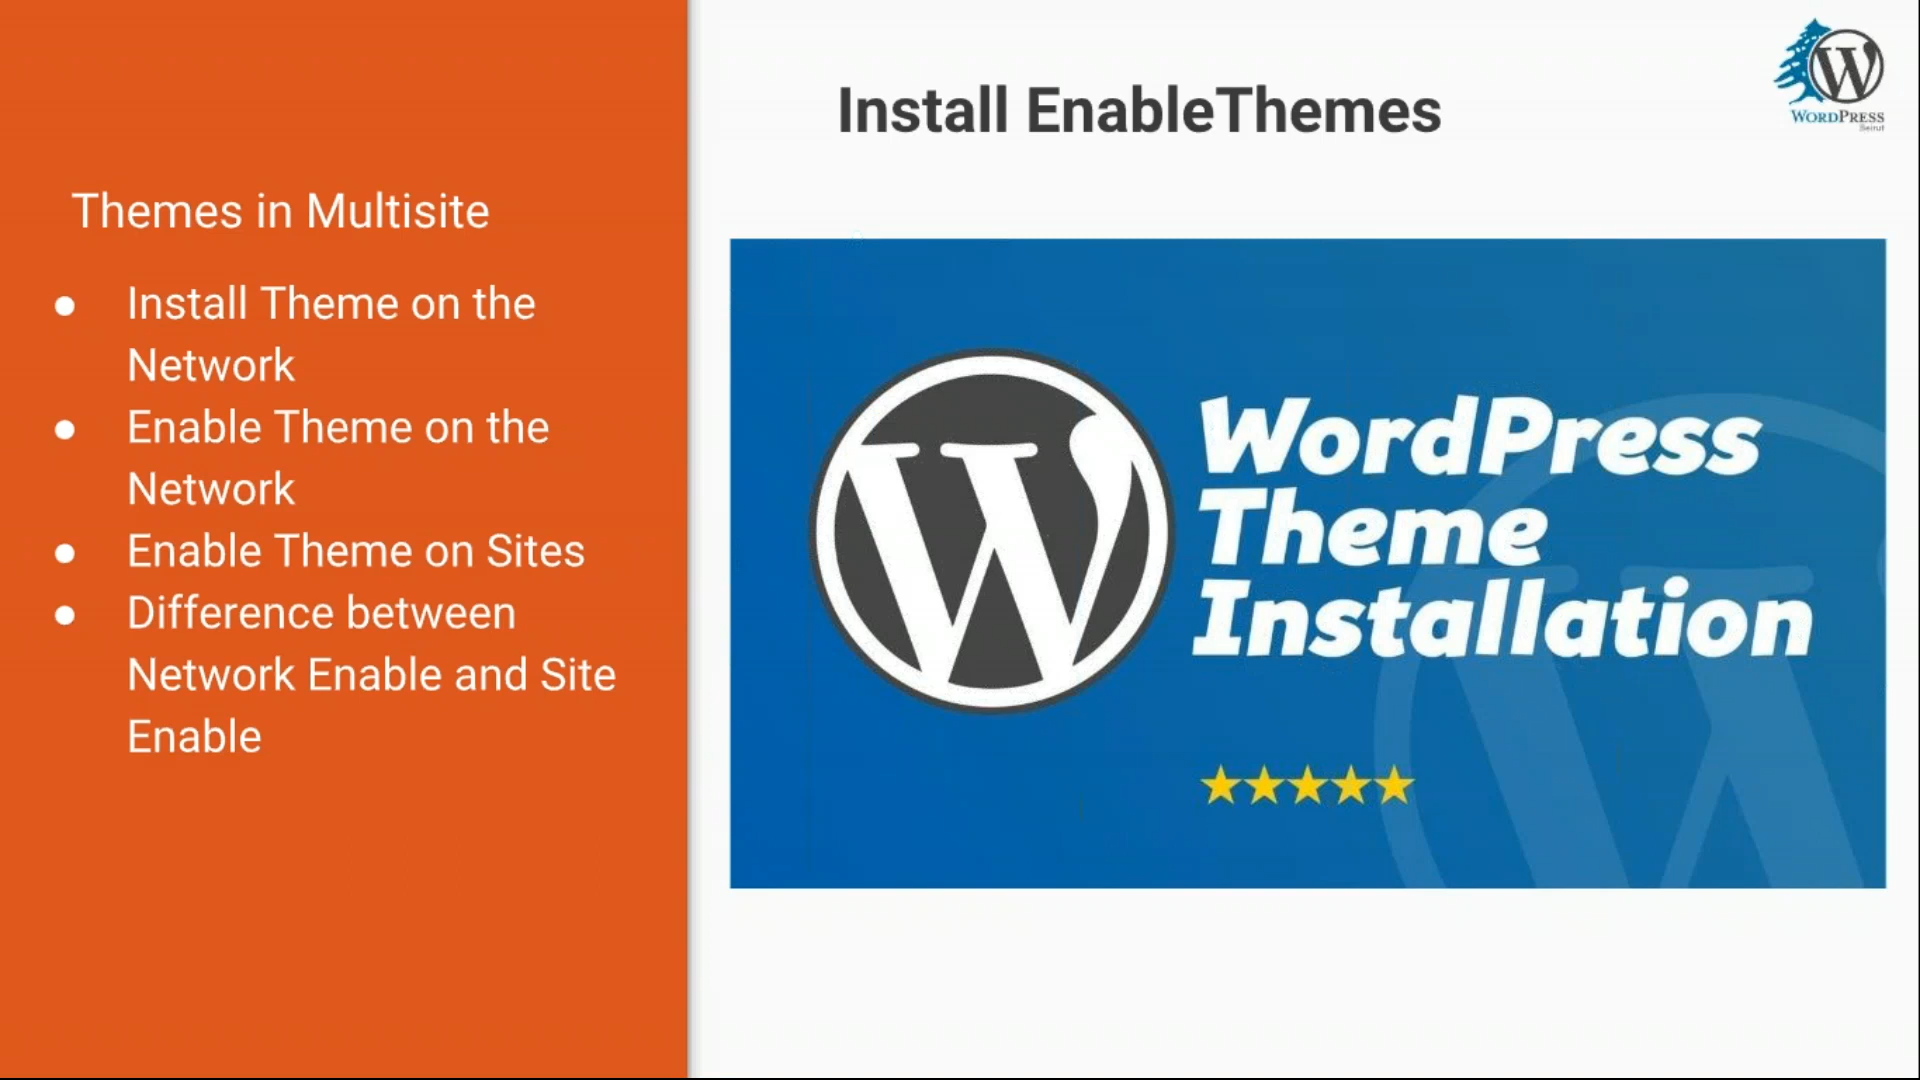 Install EnableThemes
WORDPRESS
Beirut
Themes in Multisite
● Install Theme on the
Network
● Enable Theme on the
Network
● Enable Theme on Sites
● Difference between
Network Enable and Site
Enable
WordPress
Theme
Installation